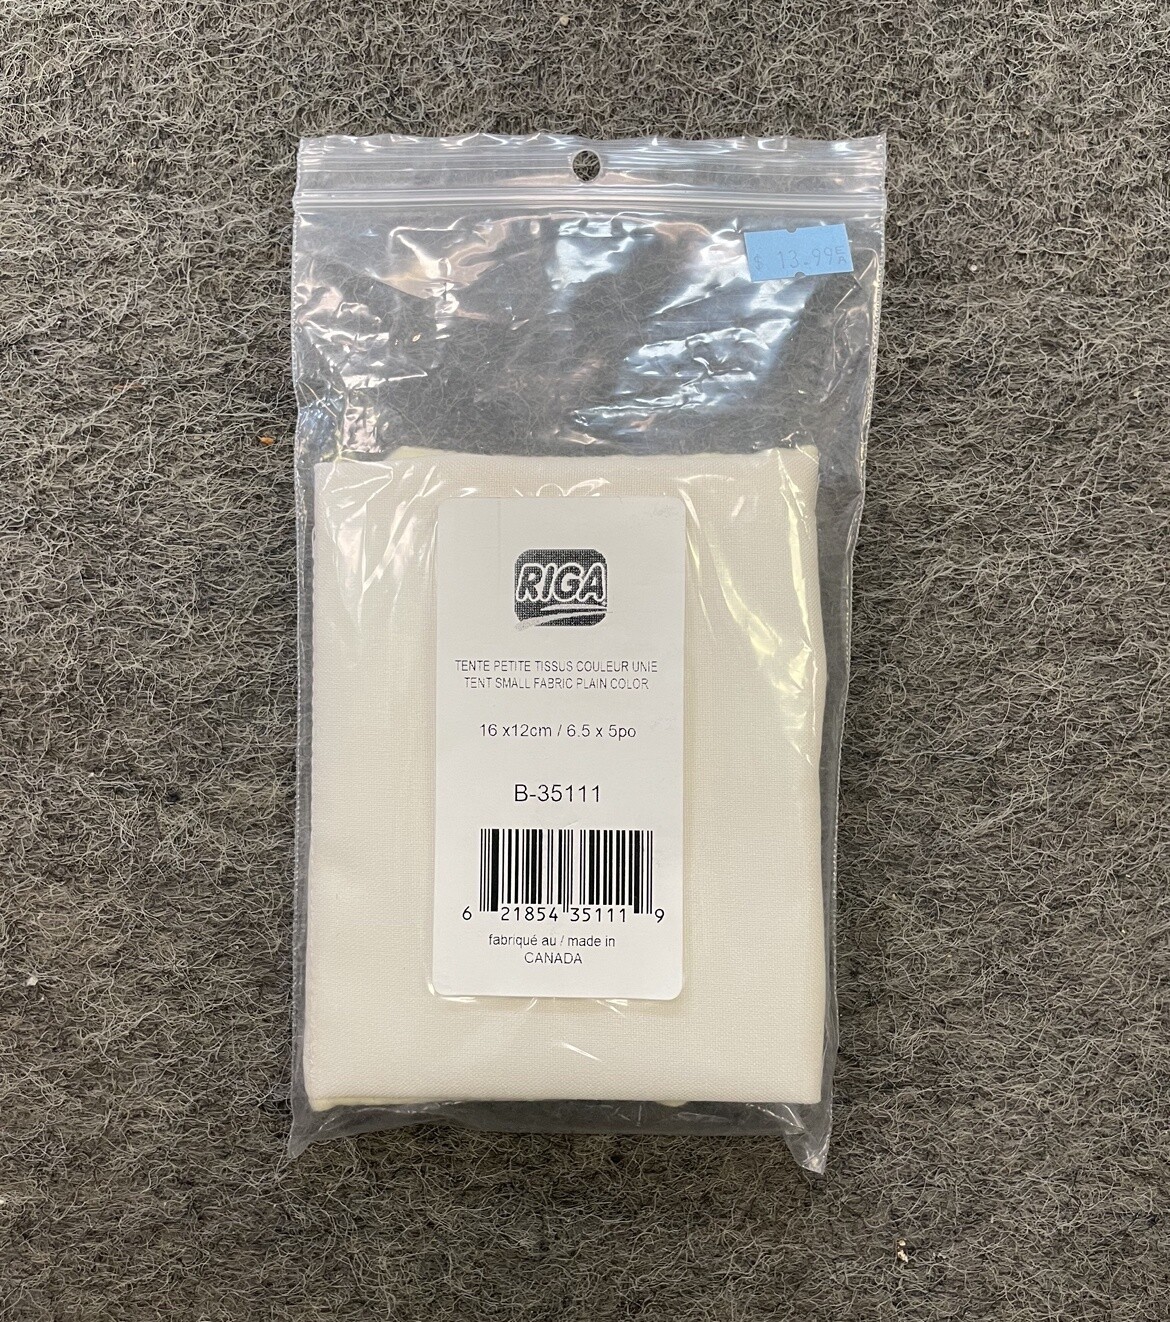 $ 13.99 EA
RIGA
TENTE PETITE TISSUS COULEUR UNIE
TENT SMALL FABRIC PLAIN COLOR
16 x12cm / 6.5 x 5po
B-35111
6 21854 35111 9
fabriqué au / made in
CANADA